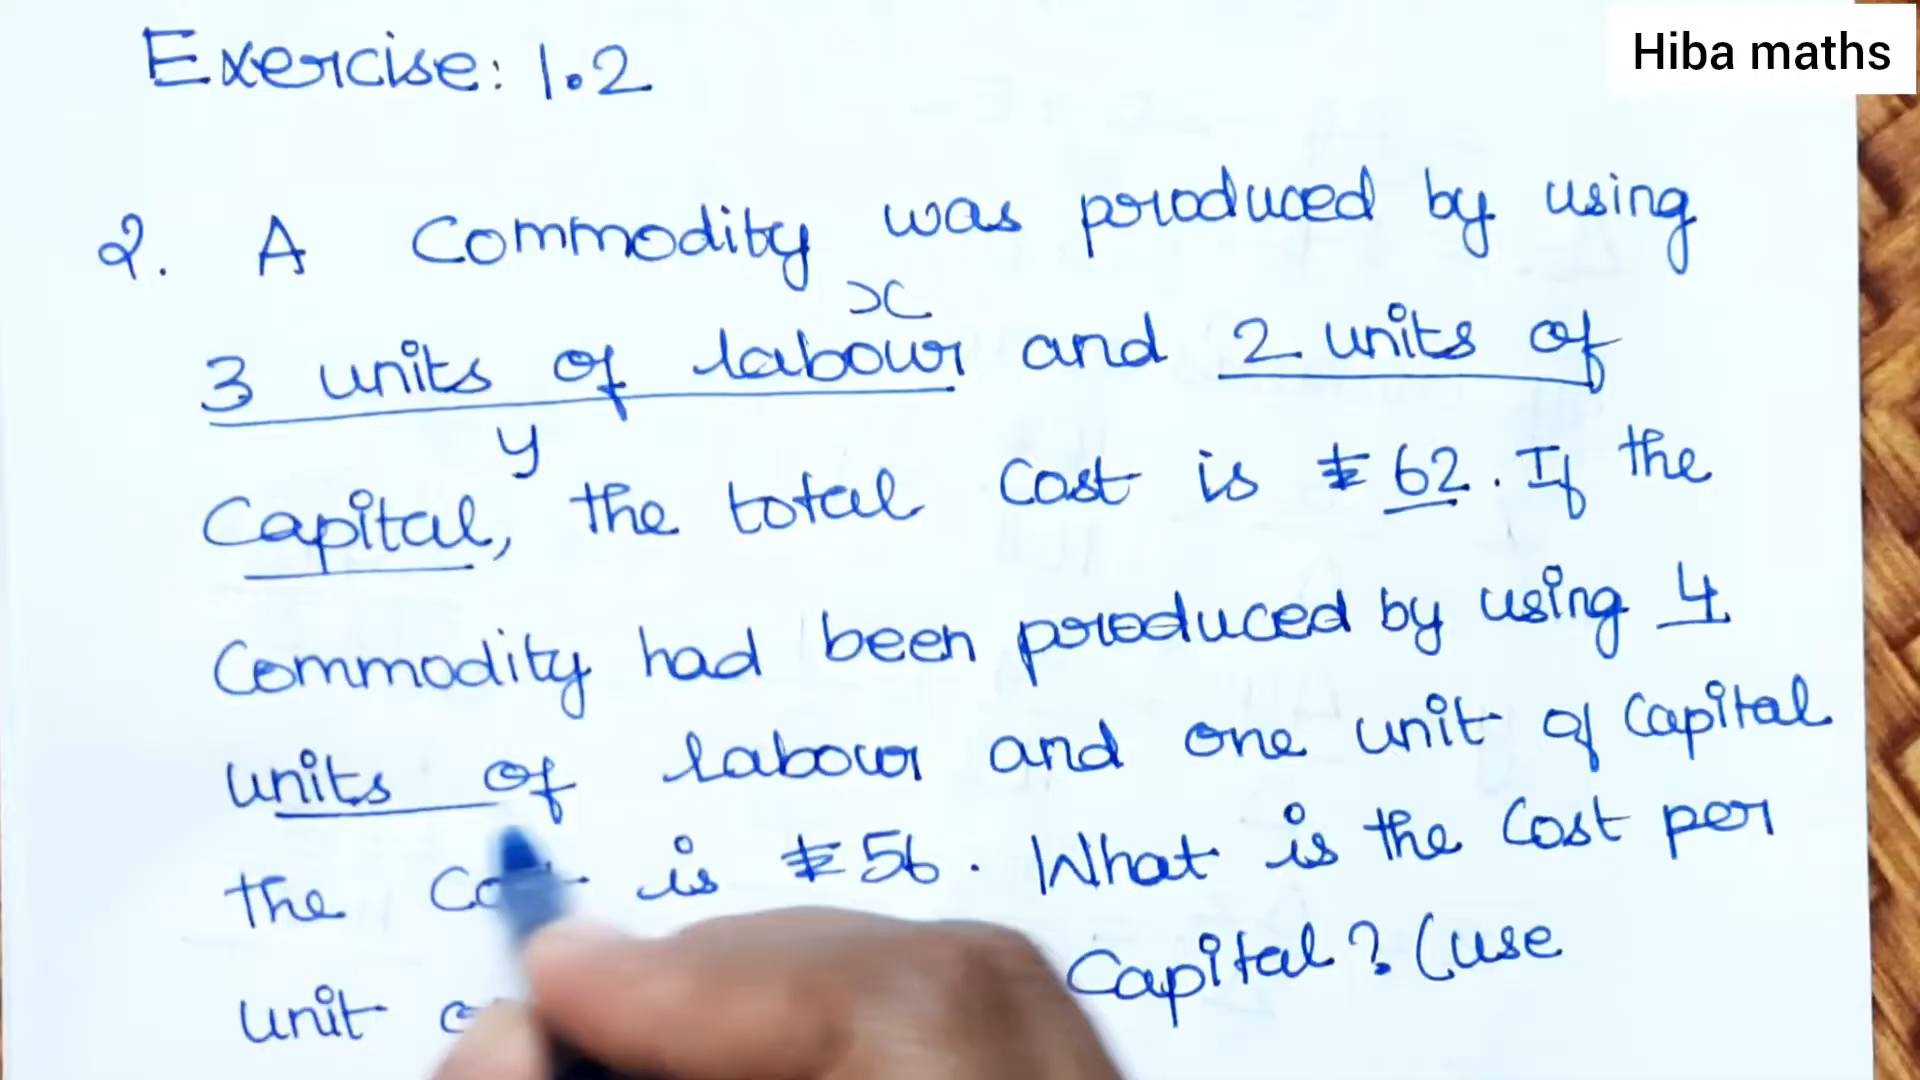 Hiba maths
Exercise: 1.2
2. A Commodity was produced by using
x
3 units of labour and 2 units of
y
Capital, the total cost is ₹ 62. If the
Commodity had been produced by using 4
units of labour and one unit of capital
the is ₹ 56. What is the cost per
unit Capital? (use